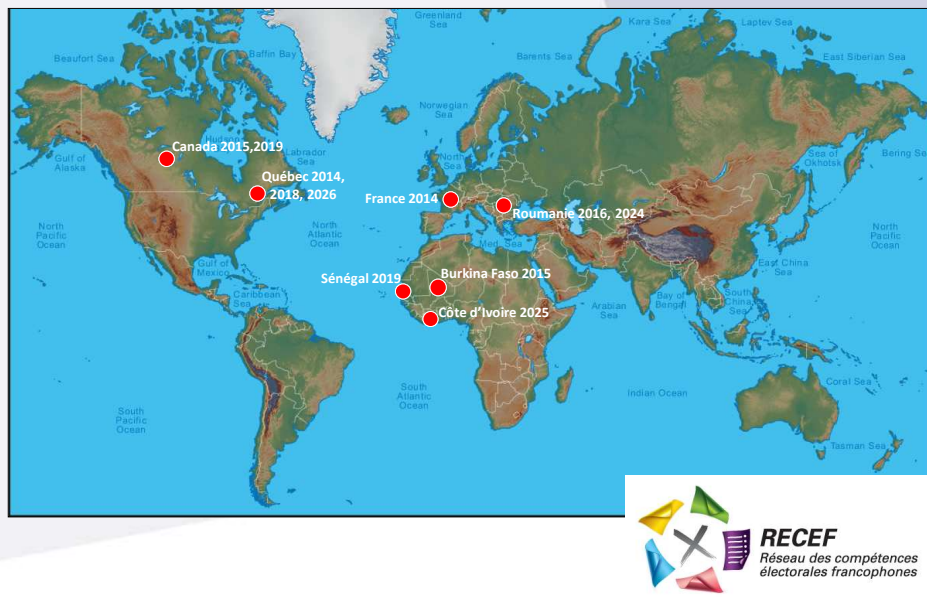 Greenland
Sea
Kara Sea
Laptev Sea
Beaufort Sea
Baffin Bay
Barents Sea
East Siberian Sea
Norwegian
Sea
Canada 2015,2019
Gulf of
Alaska
Labrador
Sea
North
Sea
Sea of
Okhotsk
Bering Sea
Québec 2014,
2018, 2026
France 2014
Roumanie 2016, 2024
North
Pacific
Ocean
North
Atlantic
Ocean
Med. Sea
North
Pacific
Ocean
Gulf of
Mexico
Sénégal 2019
Burkina Faso 2015
East China
Sea
Caribbean
Sea
Côte d’Ivoire 2025
Arabian
Sea
Bay of
Bengal
South
China
Sea
South
Pacific
Ocean
South
Atlantic
Ocean
Indian Ocean
Coral Sea
Tasman Sea
RECEF
Réseau des compétences
électorales francophones